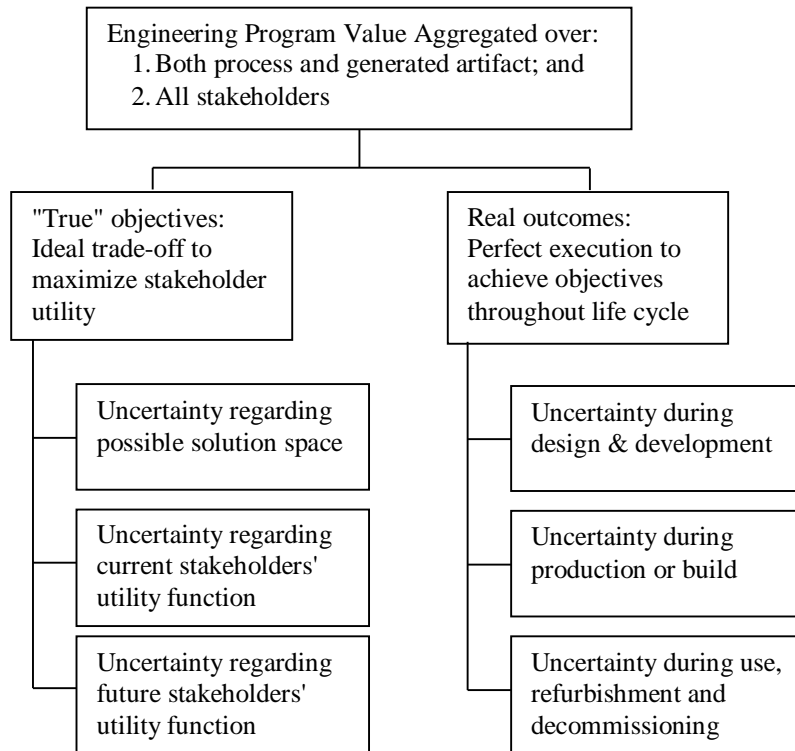 Engineering Program Value Aggregated over:
1. Both process and generated artifact; and
2. All stakeholders
"True" objectives:
Ideal trade-off to
maximize stakeholder
utility
Real outcomes:
Perfect execution to
achieve objectives
throughout life cycle
Uncertainty regarding
possible solution space
Uncertainty during
design & development
Uncertainty regarding
current stakeholders'
utility function
Uncertainty during
production or build
Uncertainty regarding
future stakeholders'
utility function
Uncertainty during use,
refurbishment and
decommissioning